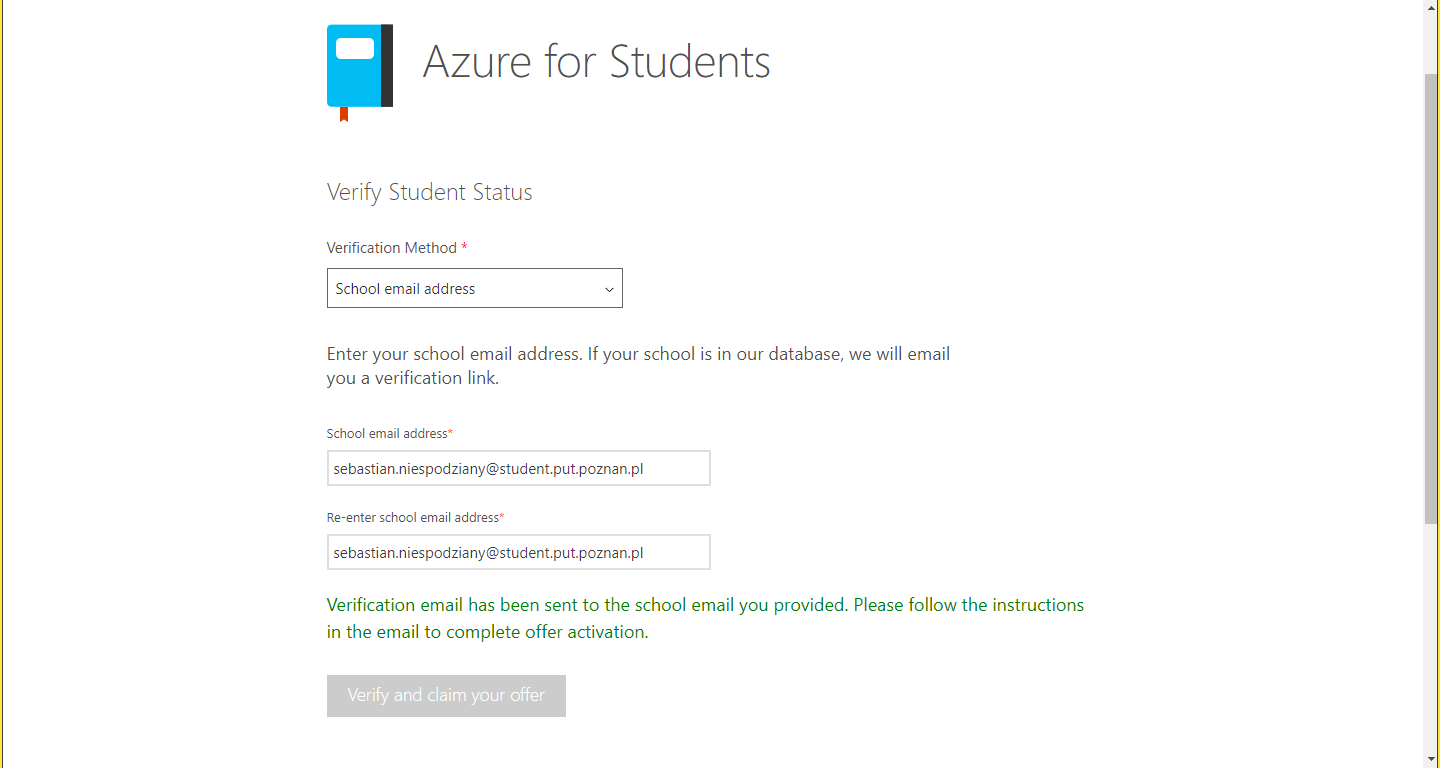 Azure for Students
Verify Student Status
Verification Method *
School email address
Enter your school email address. If your school is in our database, we will email
you a verification link.
School email address*
sebastian.niespodziany@student.put.poznan.pl
Re-enter school email address*
sebastian.niespodziany@student.put.poznan.pl
Verification email has been sent to the school email you provided. Please follow the instructions
in the email to complete offer activation.
Verify and claim your offer